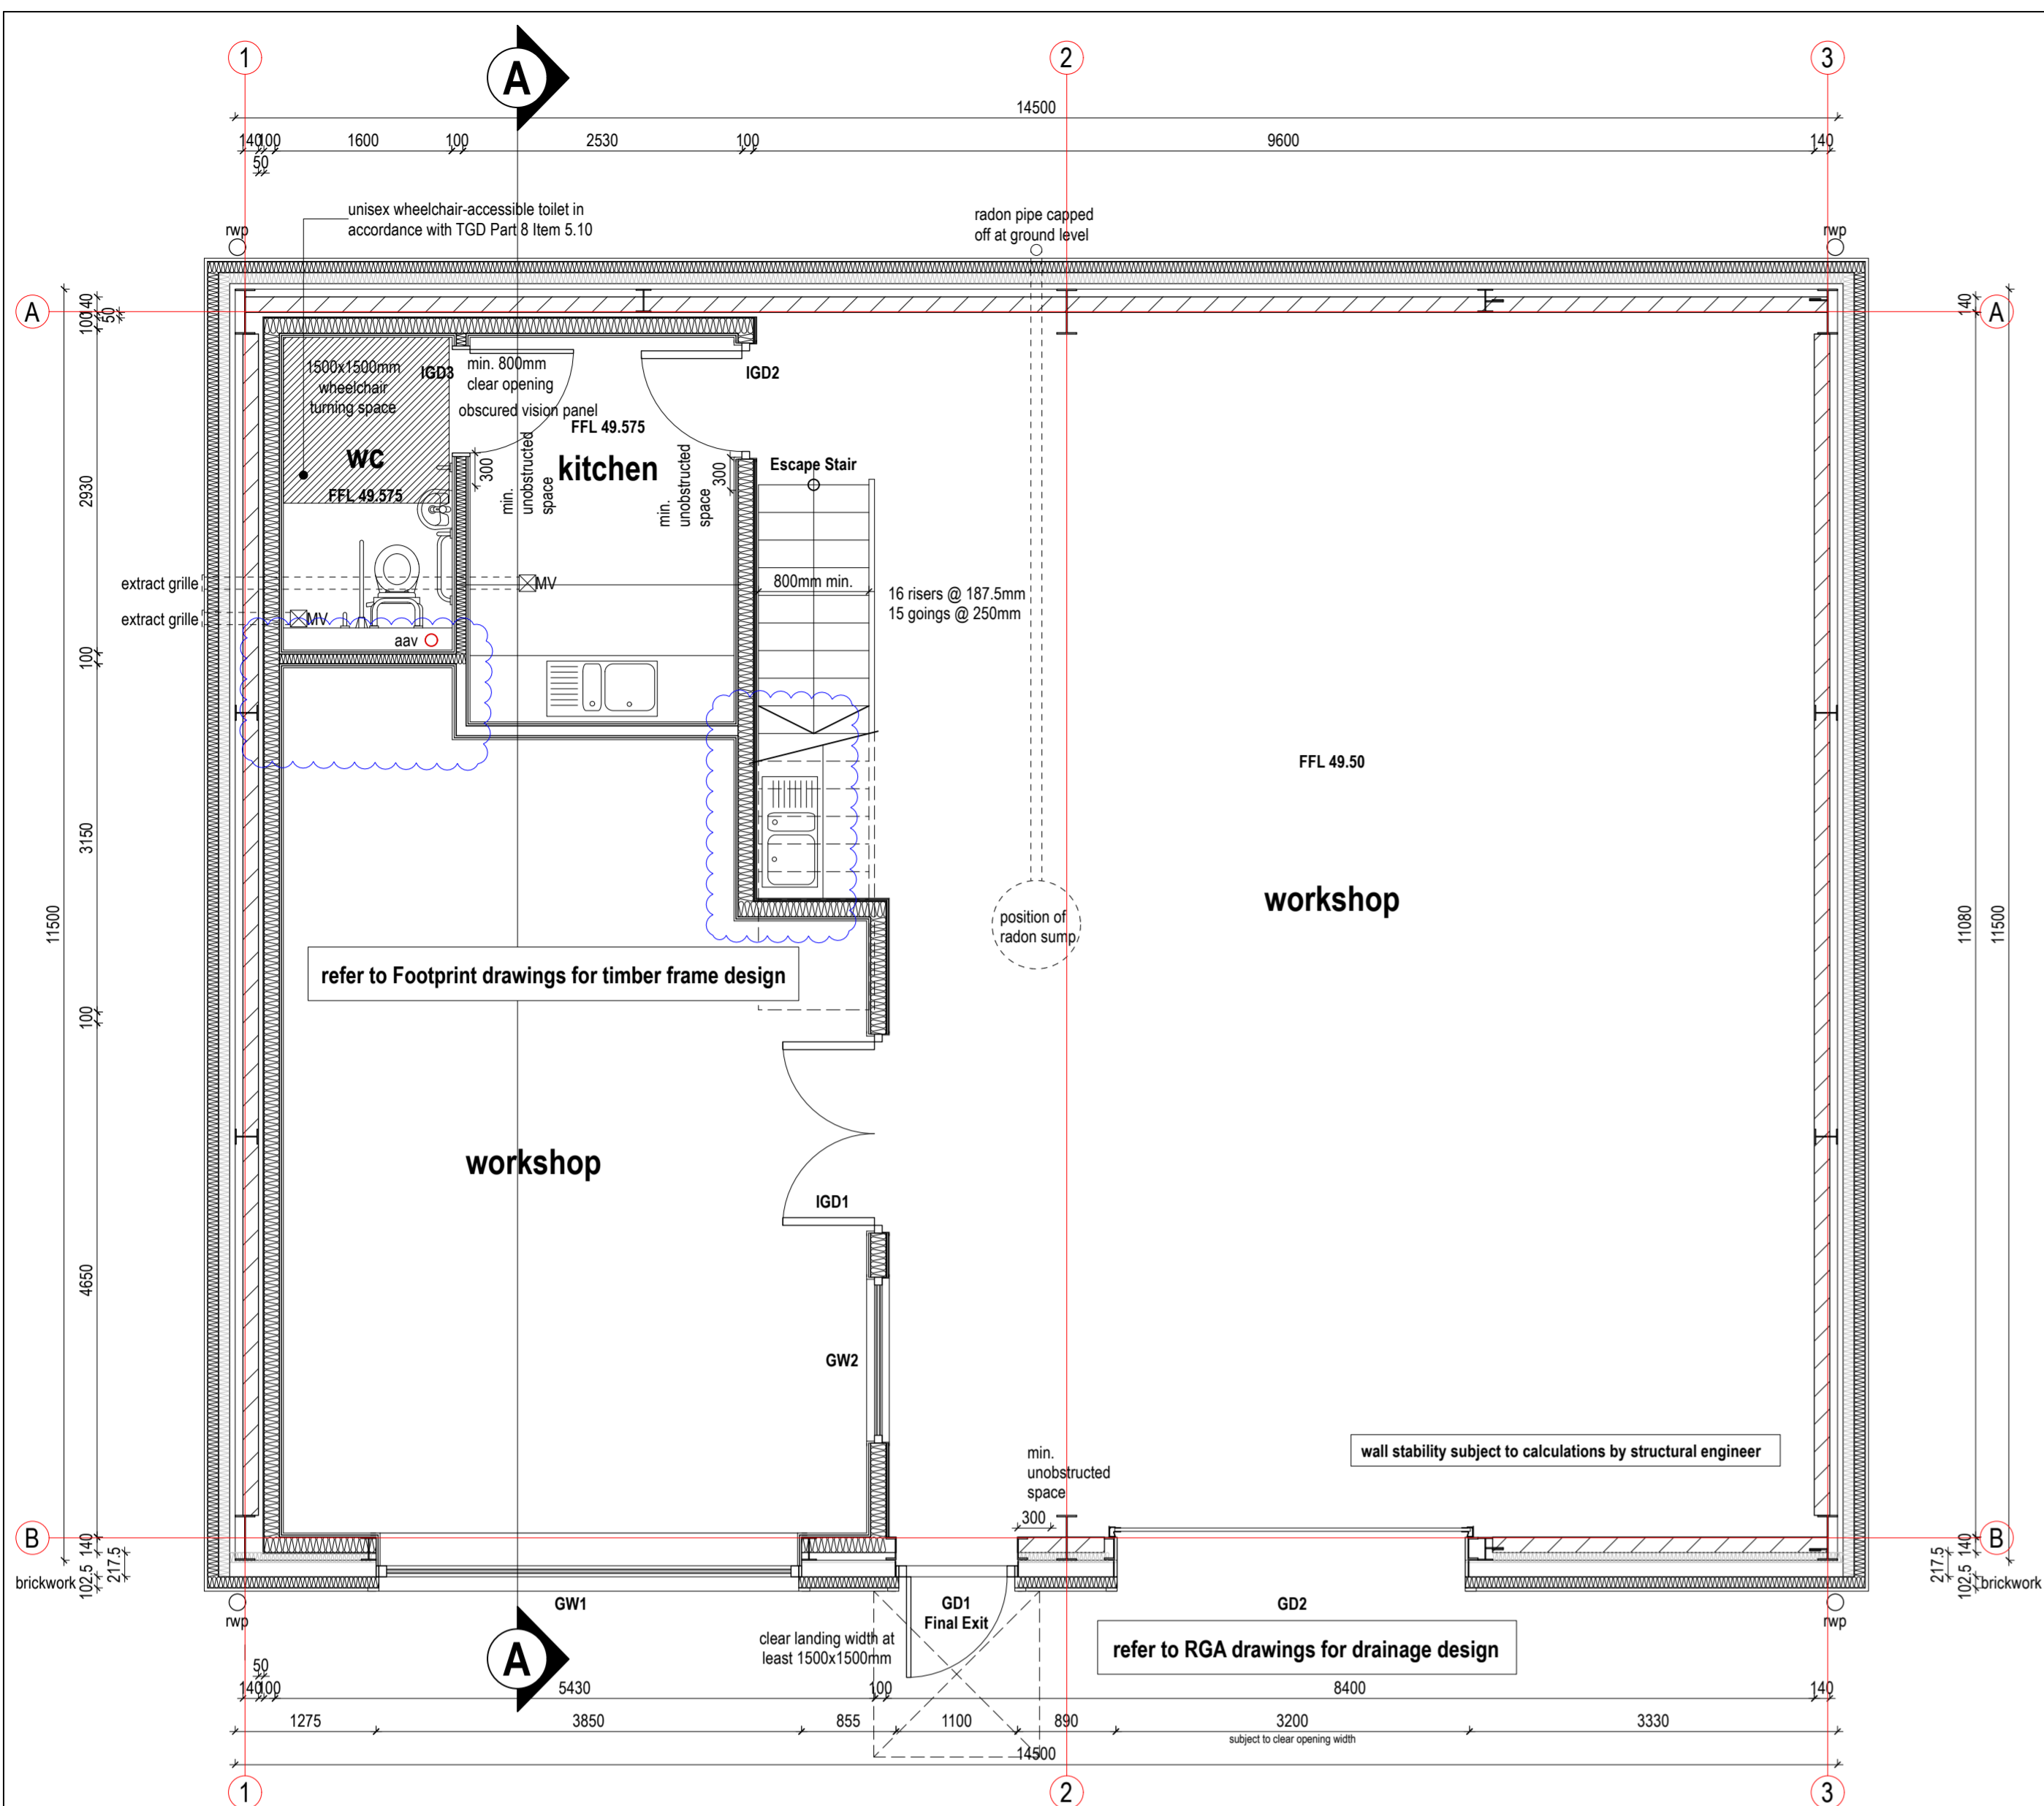 1
A
2
3
14500
140
100
1600
100
2530
100
9600
140
50
unisex wheelchair-accessible toilet in
accordance with TGD Part 8 Item 5.10
radon pipe capped
off at ground level
rwp
rwp
A
A
140
50
100
140
1500x1500mm
wheelchair
turning space
IGD3
min. 800mm
clear opening
IGD2
obscured vision panel
FFL 49.575
WC
kitchen
FFL 49.575
300
min.
unobstructed
space
300
min.
unobstructed
space
Escape Stair
2930
extract grille
MV
800mm min.
16 risers @ 187.5mm
15 goings @ 250mm
extract grille
MV
aav
100
FFL 49.50
3150
workshop
11500
position of
radon sump
11080
11500
refer to Footprint drawings for timber frame design
100
workshop
IGD1
4650
GW2
wall stability subject to calculations by structural engineer
min.
unobstructed
space
300
B
B
140
217.5
102.5
brickwork
140
217.5
102.5
brickwork
rwp
GW1
GD1
Final Exit
GD2
rwp
clear landing width at
least 1500x1500mm
refer to RGA drawings for drainage design
A
50
140
100
5430
100
8400
140
1275
3850
855
1100
890
3200
3330
subject to clear opening width
14500
1
2
3